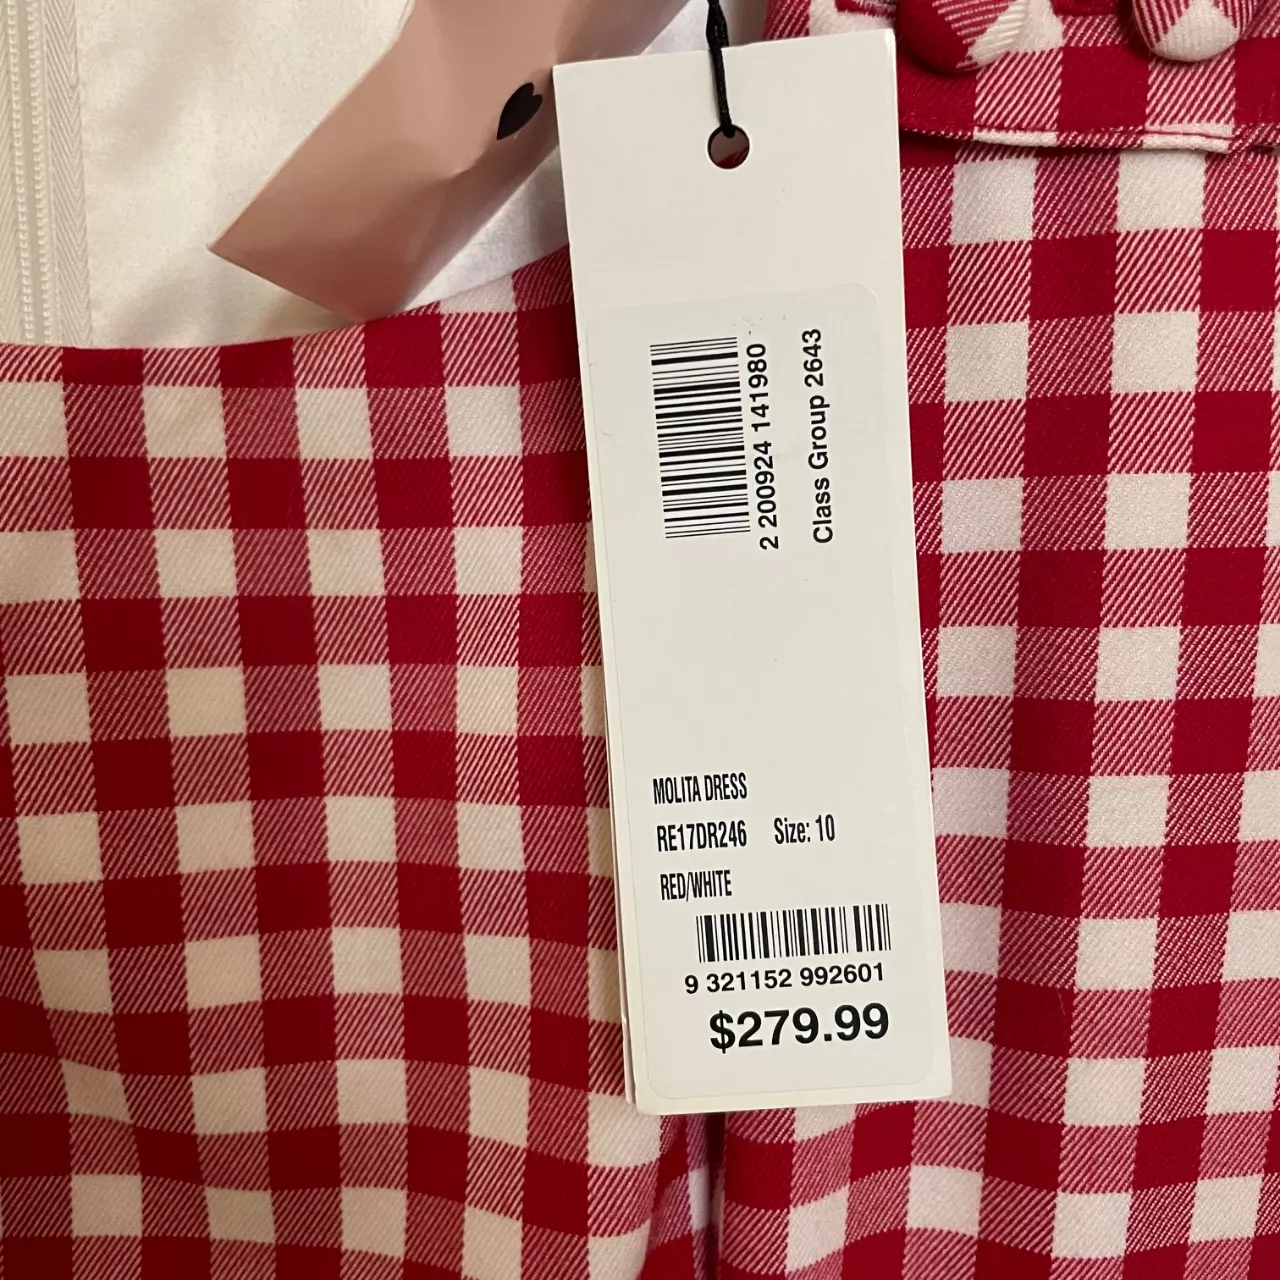 2 200924 141980
Class Group 2643
MOLITA DRESS
RE17DR246 Size: 10
RED/WHITE
9 321152 992601
$279.99